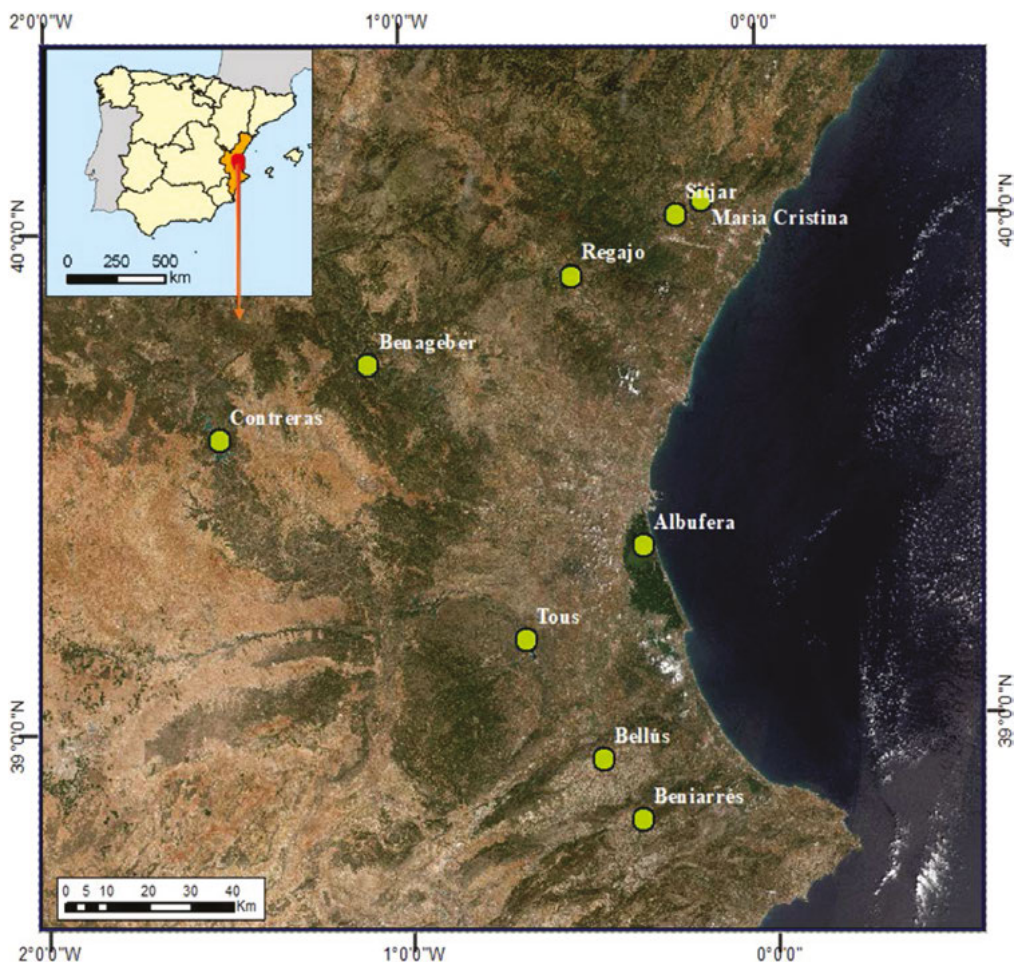 2°0'0"W 1°0'0"W 0°0'0"
40°0'0"N
40°0'0"N
0 250 500
km
Sitjar
Maria Cristina
Regajo
Benageber
Contreras
Albufera
Tous
Bellús
Beniarrés
39°0'0"N
39°0'0"N
0 5 10 20 30 40
Km
2°0'0"W 1°0'0"W 0°0'0"